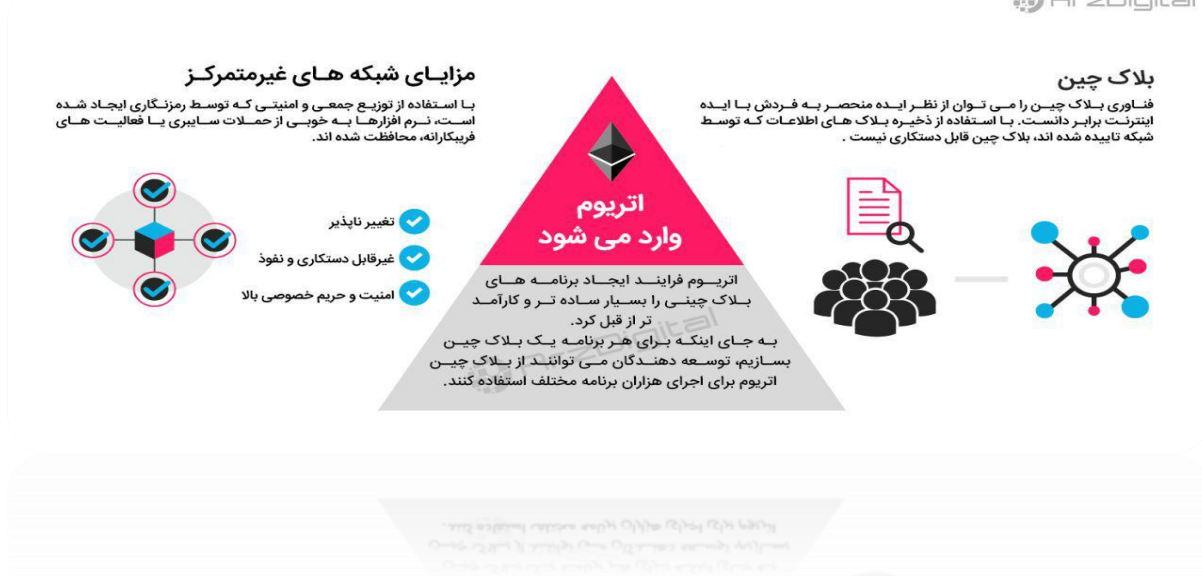 ArzDigital
بلاک چین
فناوری بلاک چین را می توان از نظر ایده منحصر به فردش با ایده
اینترنت برابر دانست. با استفاده از ذخیره بلاک های اطلاعات که توسط
شبکه تاییده شده اند، بلاک چین قابل دستکاری نیست .
اتریوم
وارد می شود
اتریوم فرایند ایجاد برنامه های
بلاک چینی را بسیار ساده تر و کارآمد
تر از قبل کرد.
به جای اینکه برای هر برنامه یک بلاک چین
بسازیم، توسعه دهندگان می توانند از بلاک چین
اتریوم برای اجرای هزاران برنامه مختلف استفاده کنند.
ArzDigital
مزایای شبکه های غیرمتمرکز
با استفاده از توزیع جمعی و امنیتی که توسط رمزنگاری ایجاد شده
است، نرم افزارها به خوبی از حملات سایبری یا فعالیت های
فریبکارانه، محافظت شده اند.
تغییر ناپذیر
غیرقابل دستکاری و نفوذ
امنیت و حریم خصوصی بالا